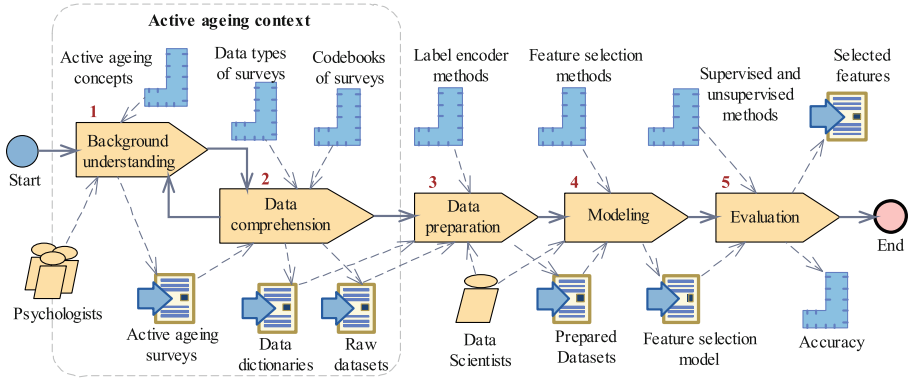 Active ageing context
Active ageing
concepts
Data types
of surveys
Codebooks
of surveys
Label encoder
methods
Feature selection
methods
Supervised and
unsupervised
methods
Selected
features
1
Background
understanding
Start
2
Data
comprehension
3
Data
preparation
4
Modeling
5
Evaluation
End
Psychologists
Active ageing
surveys
Data
dictionaries
Raw
datasets
Data
Scientists
Prepared
Datasets
Feature selection
model
Accuracy